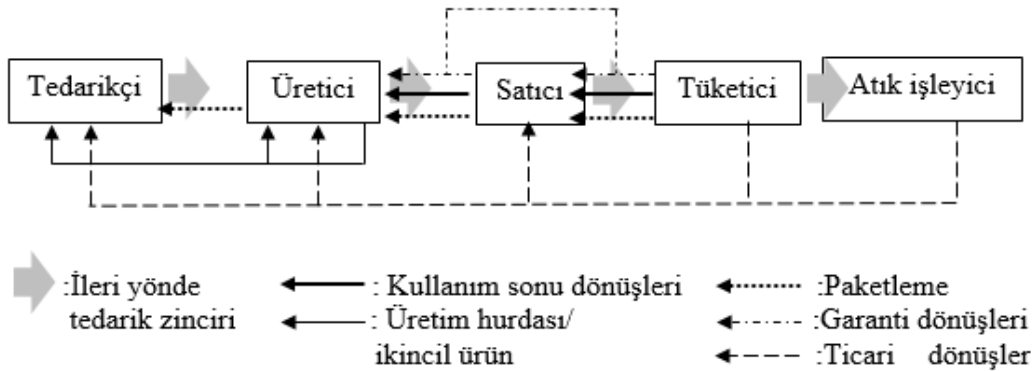 Tedarikçi
Üretici
Satıcı
Tüketici
Atık işleyici
:İleri yönde
tedarik zinciri
: Kullanım sonu dönüşleri
: Üretim hurdası/
ikincil ürün
:Paketleme
:Garanti dönüşleri
:Ticari dönüşler